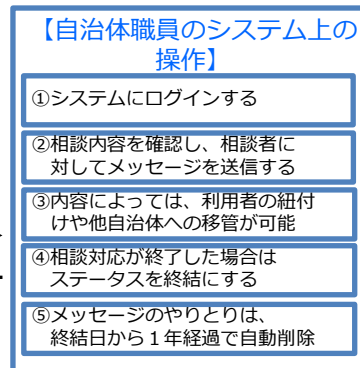 【自治体職員のシステム上の
操作】
①システムにログインする
②相談内容を確認し、相談者に
対してメッセージを送信する
③内容によっては、利用者の紐付
けや他自治体への移管が可能
④相談対応が終了した場合は
ステータスを終結にする
⑤メッセージのやりとりは、
終結日から１年経過で自動削除